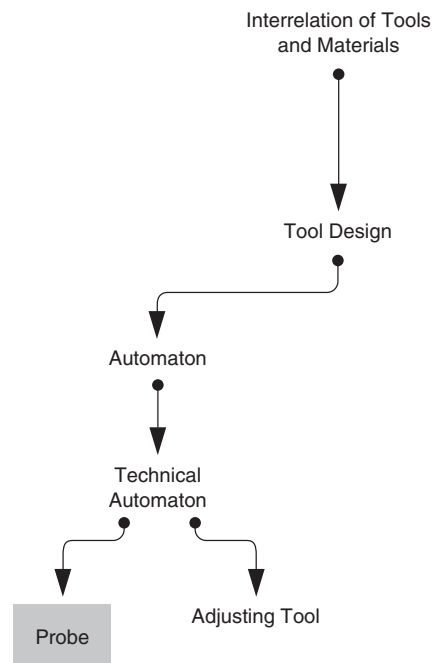 Interrelation of Tools
and Materials
Tool Design
Automaton
Technical
Automaton
Probe
Adjusting Tool